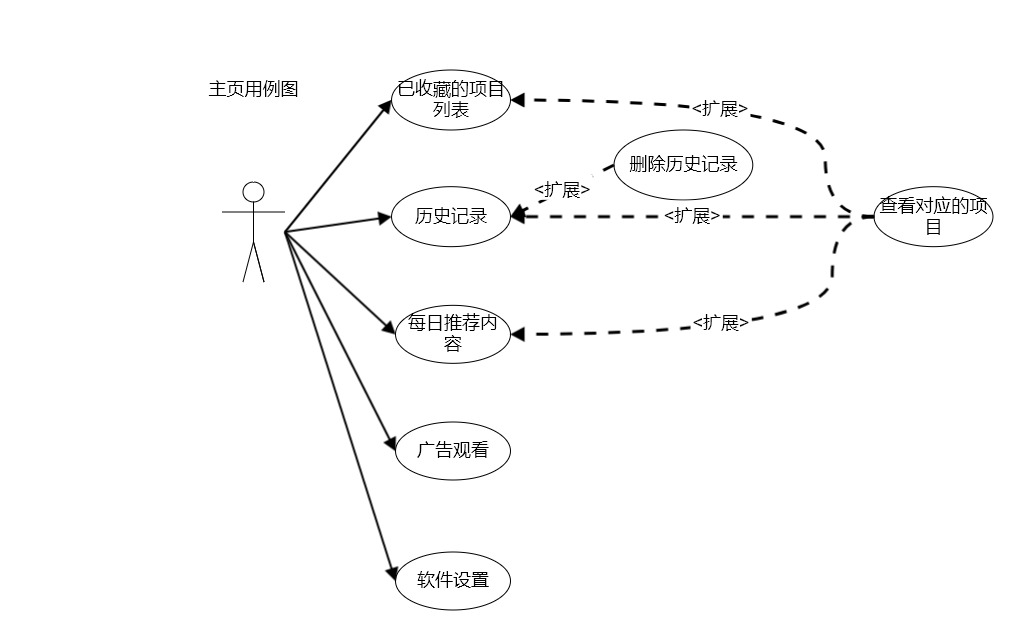 主页用例图
已收藏的项目
列表
<扩展>
删除历史记录
<扩展>
历史记录
<扩展>
查看对应的项
目
每日推荐内
容
<扩展>
广告观看
软件设置